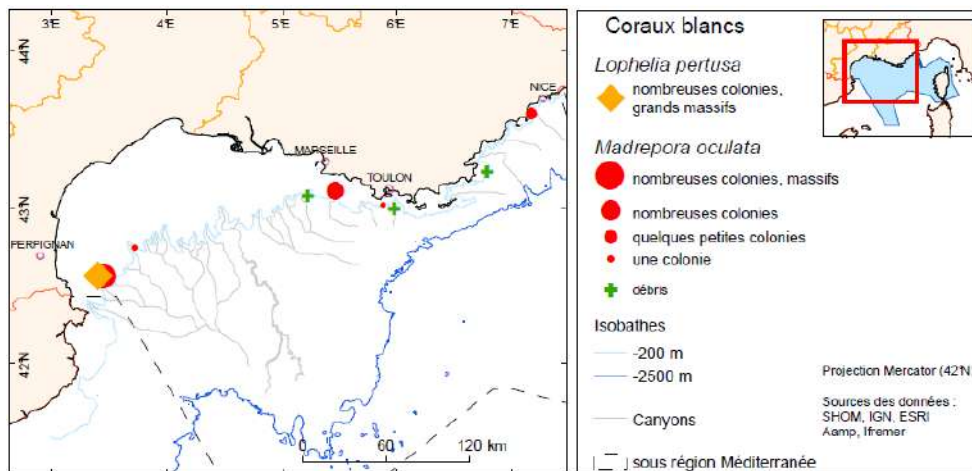 3°E 4°E 5°E 6°E 7°E
44°N
43°N
42°N
NICE
MARSEILLE
TOULON
PERPIGNAN
0 60 120 km
Coraux blancs
Lophelia pertusa
nombreuses colonies,
grands massifs
Madrepora oculata
nombreuses colonies, massifs
nombreuses colonies
quelques petites colonies
une colonie
débris
Isobathes
-200 m
-2500 m
Canyons
sous région Méditerranée
Projection Mercator (42°N)
Sources des données :
SHOM, IGN, ESRI
Aamp, Ifremer